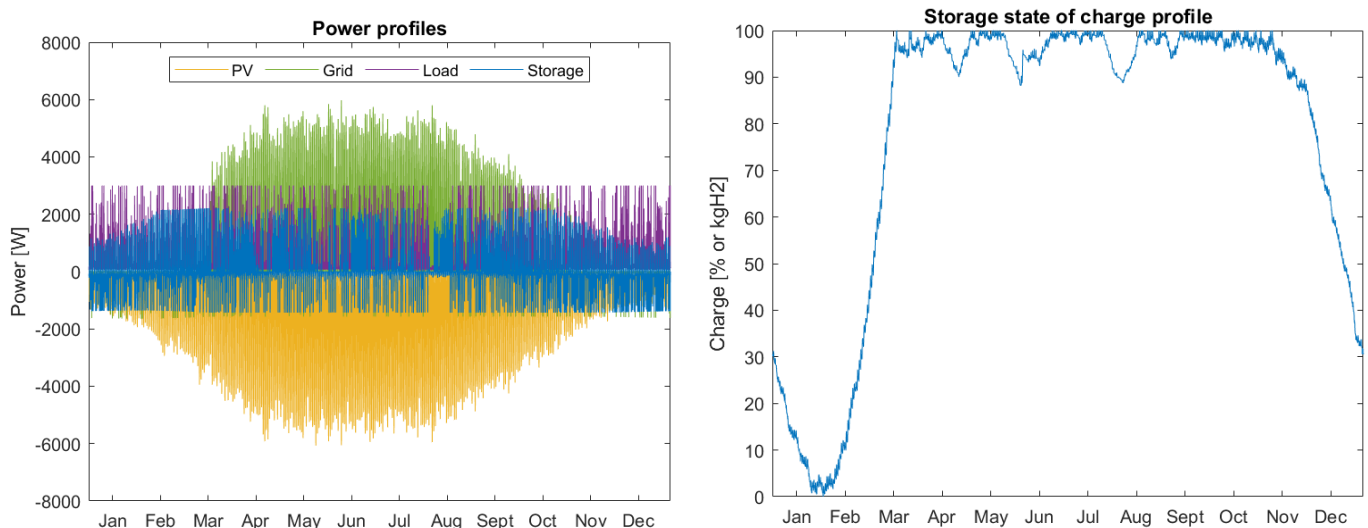 Power profiles
PV Grid Load Storage
Power [W]
8000
6000
4000
2000
0
-2000
-4000
-6000
-8000
Jan Feb Mar Apr May Jun Jul Aug Sept Oct Nov Dec
Storage state of charge profile
Charge [% or kgH2]
100
90
80
70
60
50
40
30
20
10
0
Jan Feb Mar Apr May Jun Jul Aug Sept Oct Nov Dec